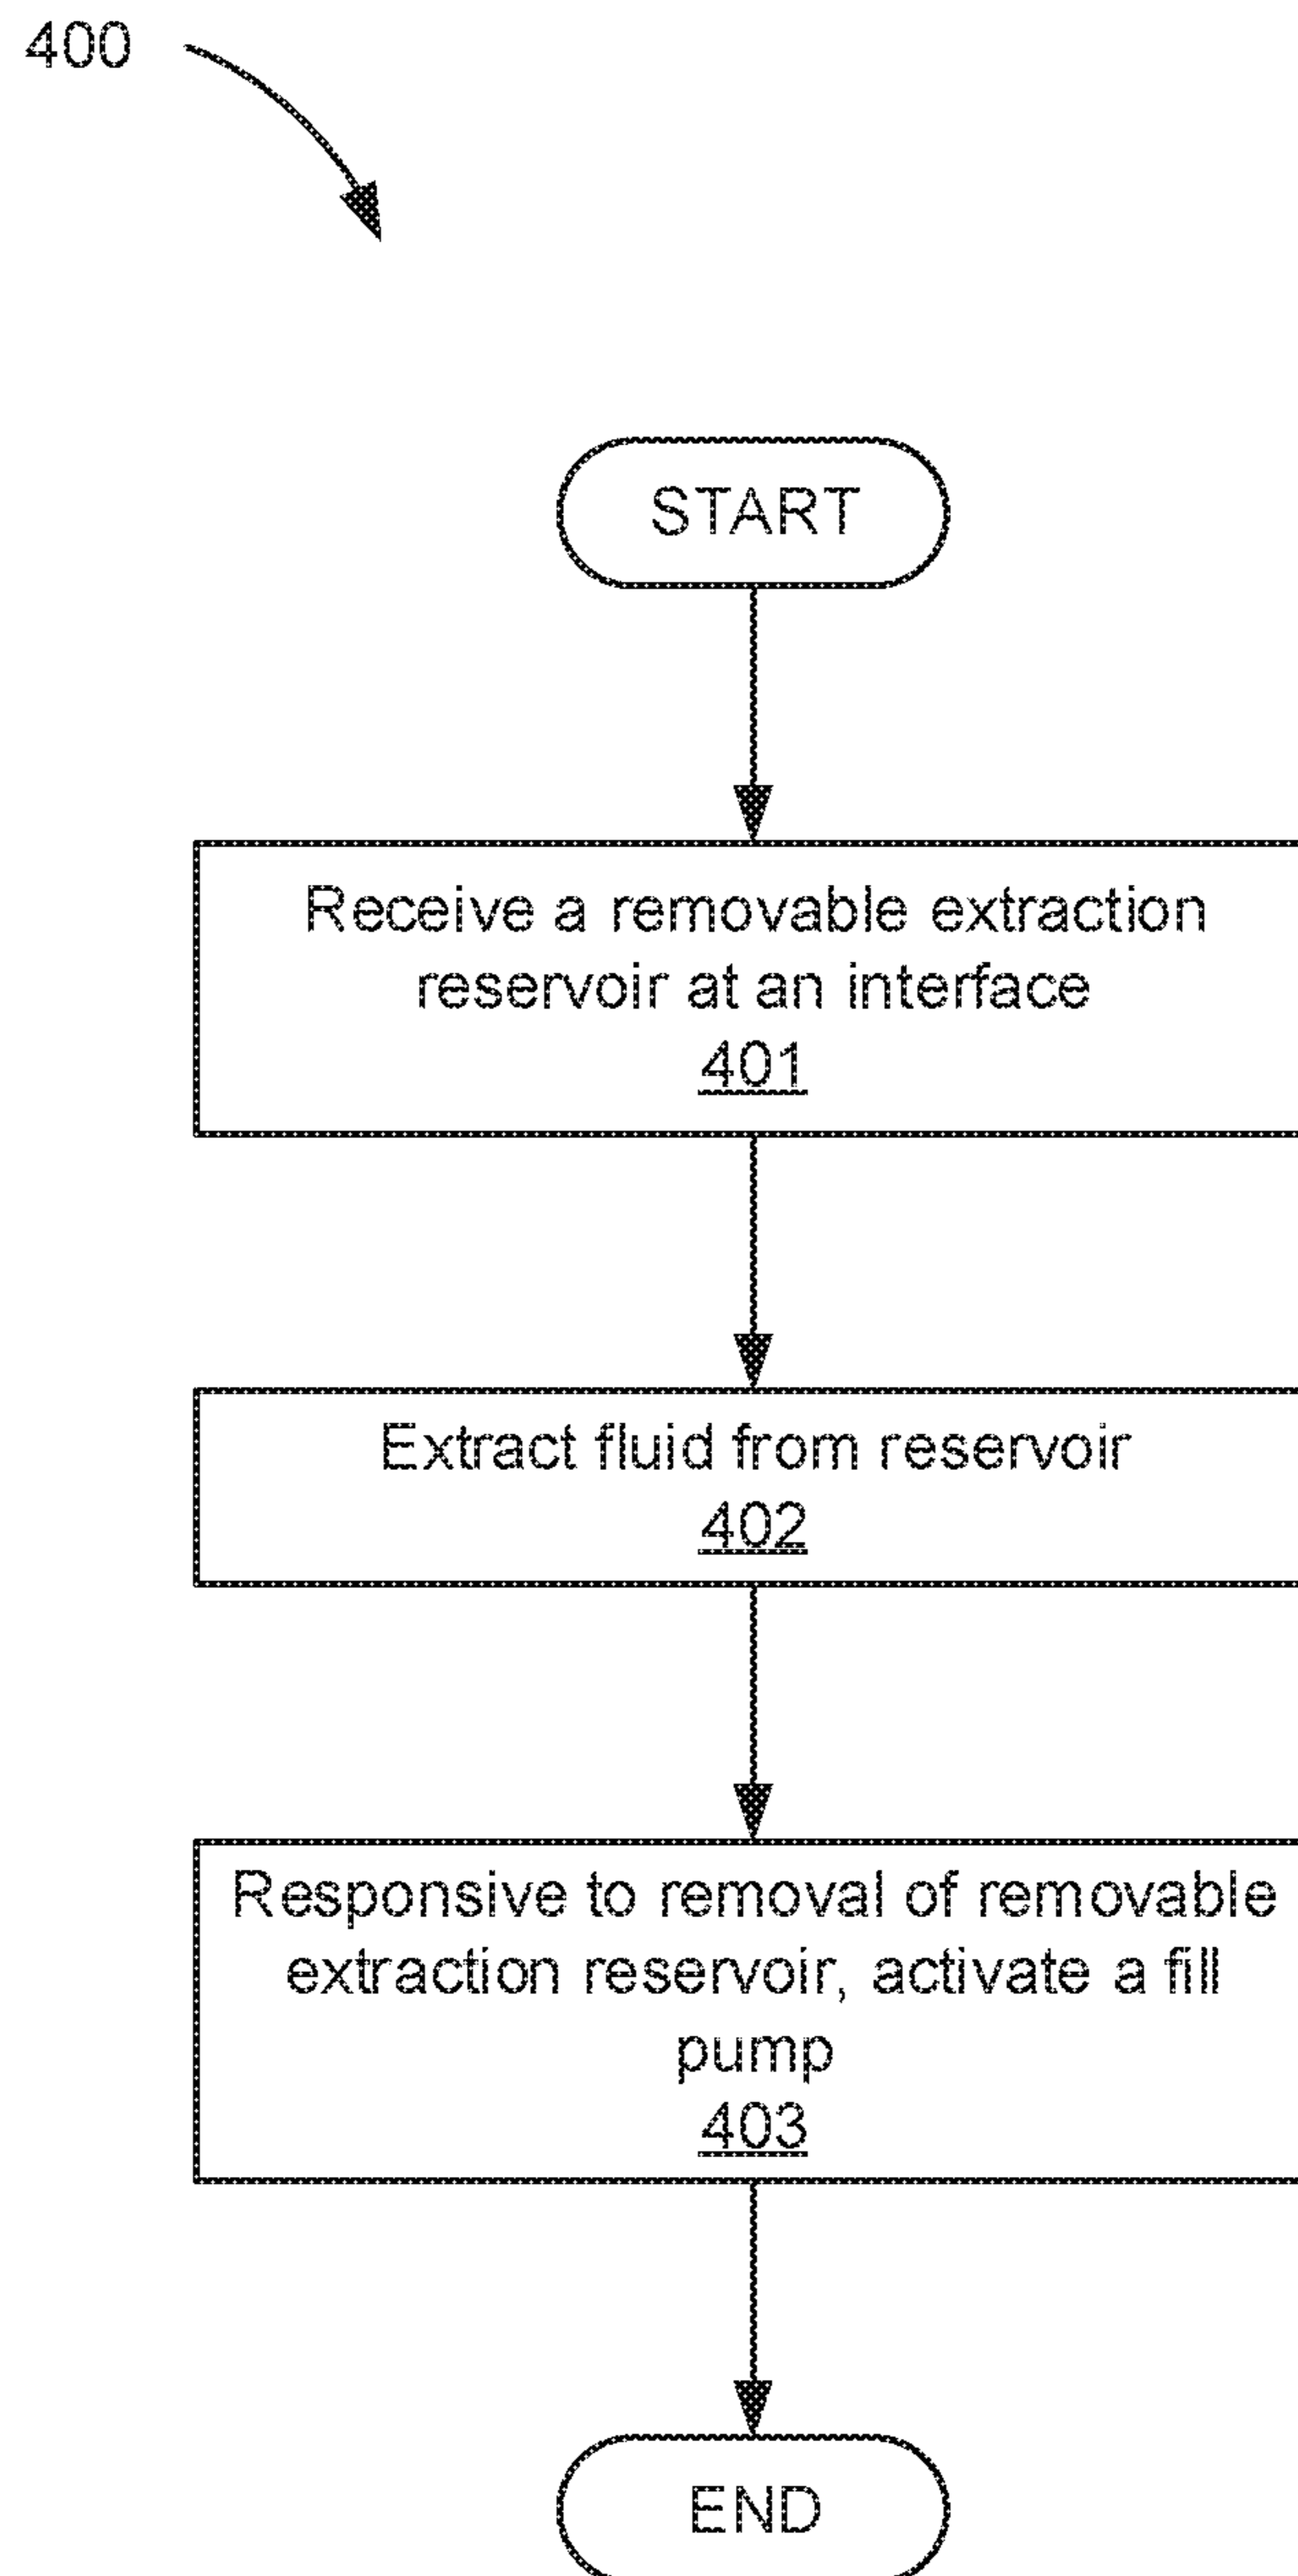 400
START
Receive a removable extraction
reservoir at an interface
401
Extract fluid from reservoir
402
Responsive to removal of removable
extraction reservoir, activate a fill
pump
403
END